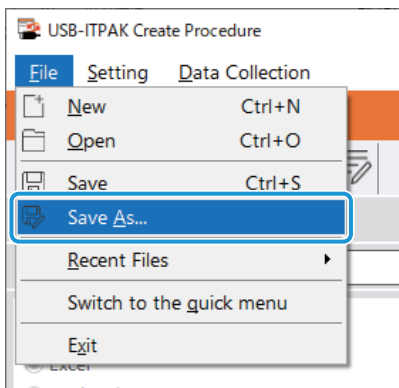 USB-ITPAK Create Procedure
File Setting Data Collection
New Ctrl+N
Open Ctrl+O
Save Ctrl+S
Save As...
Recent Files
Switch to the quick menu
Exit
Excel